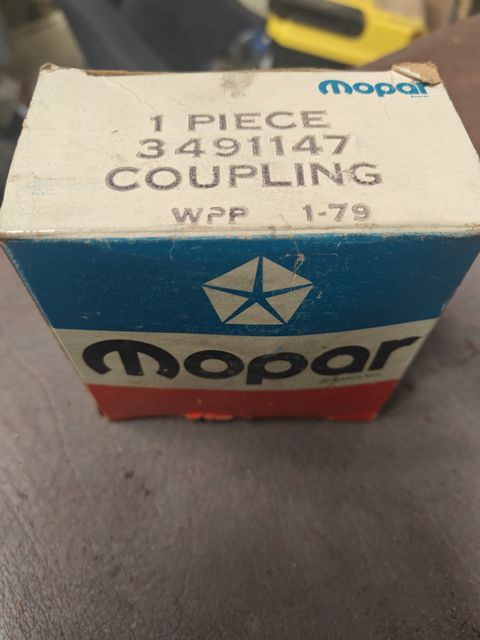 mopar
1 PIECE
3491147
COUPLING
WPP 1-79
mopar